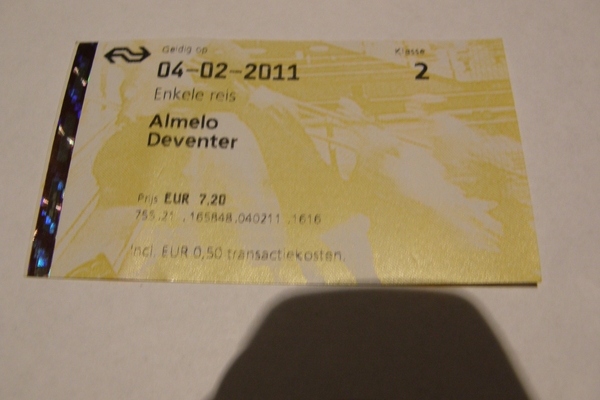 Geldig op
Klasse
04-02-2011
2
Enkele reis
Almelo
Deventer
Prijs EUR 7,20
755.21 .165848.040211 .1616
Incl. EUR 0,50 transactiekosten.